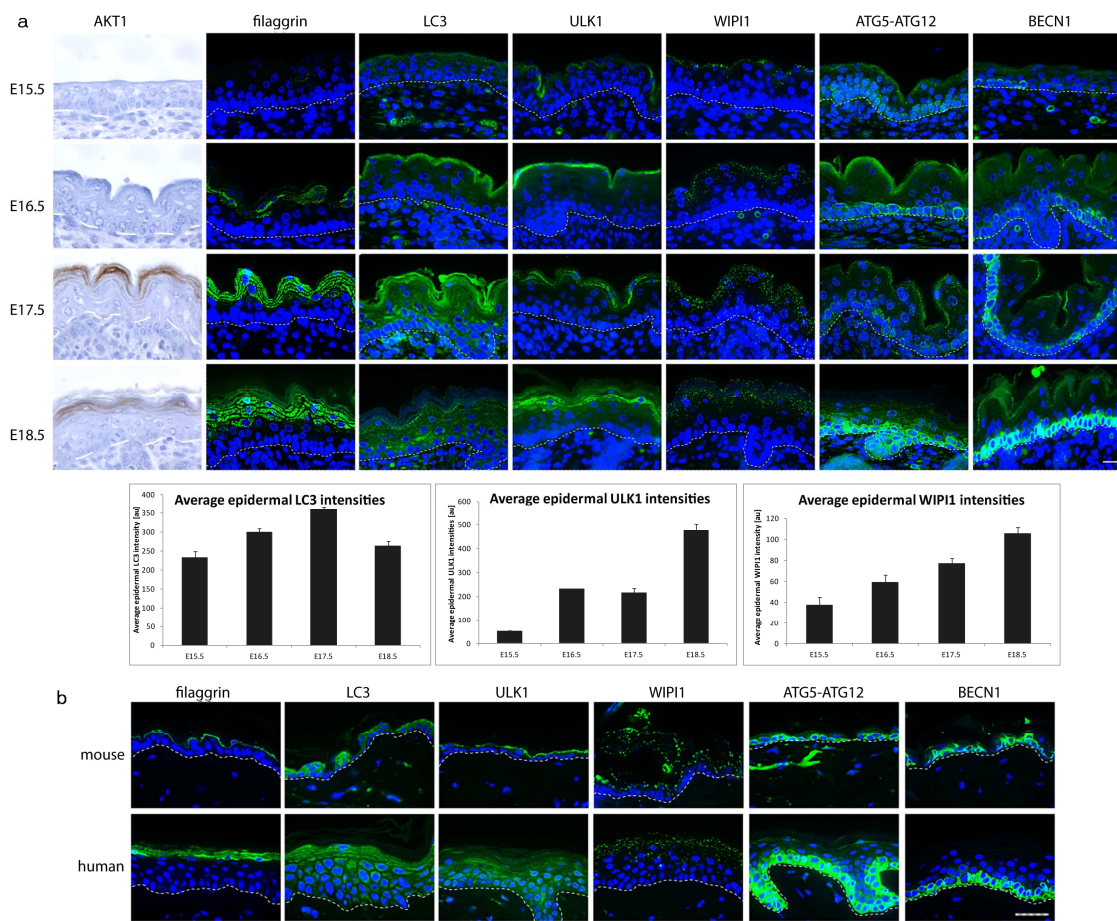 a
AKT1 filaggrin LC3 ULK1 WIPI1 ATG5-ATG12 BECN1
E15.5
E16.5
E17.5
E18.5
Average epidermal LC3 intensities
Average epidermal LC3 intensity [au]
400
350
300
250
200
150
100
50
0
E15.5 E16.5 E17.5 E18.5
Average epidermal ULK1 intensities
Average epidermal ULK1 intensities [au]
600
500
400
300
200
100
0
E15.5 E16.5 E17.5 E18.5
Average epidermal WIPI1 intensities
Average epidermal WIPI1 intensity [au]
120
100
80
60
40
20
0
E15.5 E16.5 E17.5 E18.5
b
filaggrin LC3 ULK1 WIPI1 ATG5-ATG12 BECN1
mouse
human